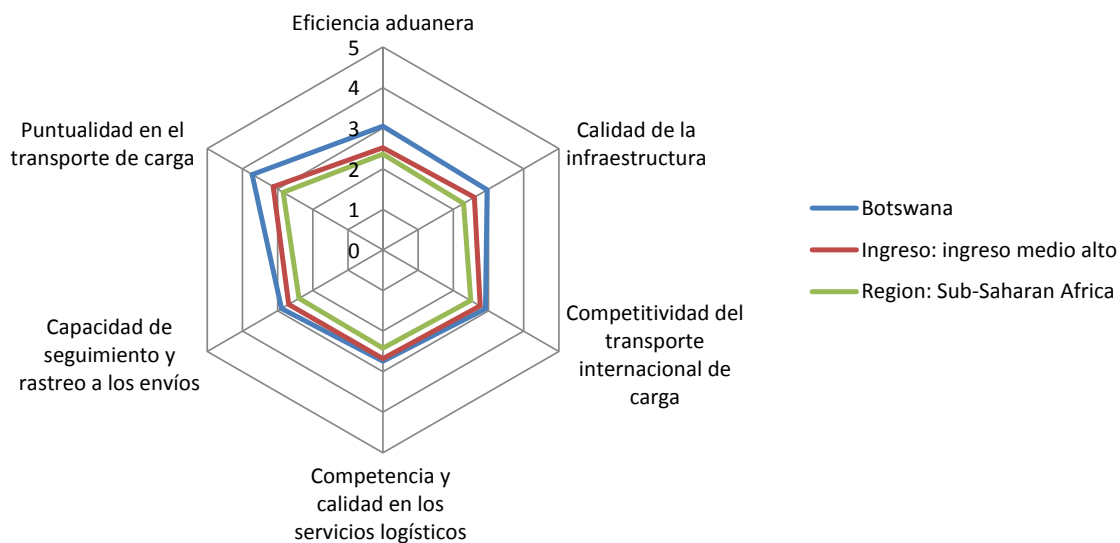 Eficiencia aduanera
5
4
3
2
1
0
Calidad de la
infraestructura
Competitividad del
transporte
internacional de
carga
Competencia y
calidad en los
servicios logísticos
Capacidad de
seguimiento y
rastreo a los envíos
Puntualidad en el
transporte de carga
Botswana
Ingreso: ingreso medio alto
Region: Sub-Saharan Africa